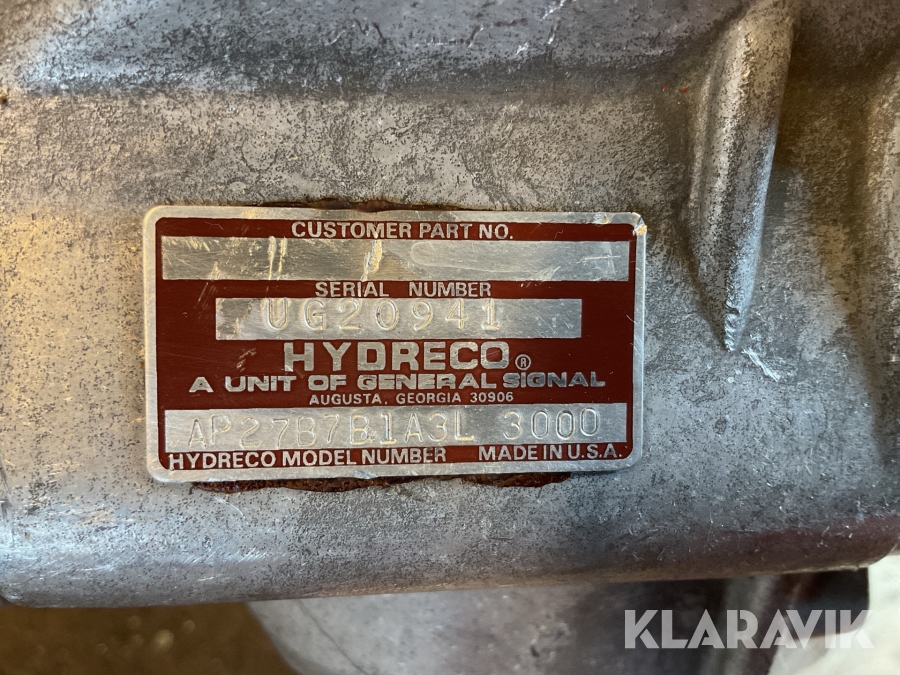 CUSTOMER PART NO.
SERIAL NUMBER
UG20941
HYDRECO®
A UNIT OF GENERAL SIGNAL
AUGUSTA, GEORGIA 30906
AP27B7B1A3L 3000
HYDRECO MODEL NUMBER MADE IN U.S.A.
KLARAVIK